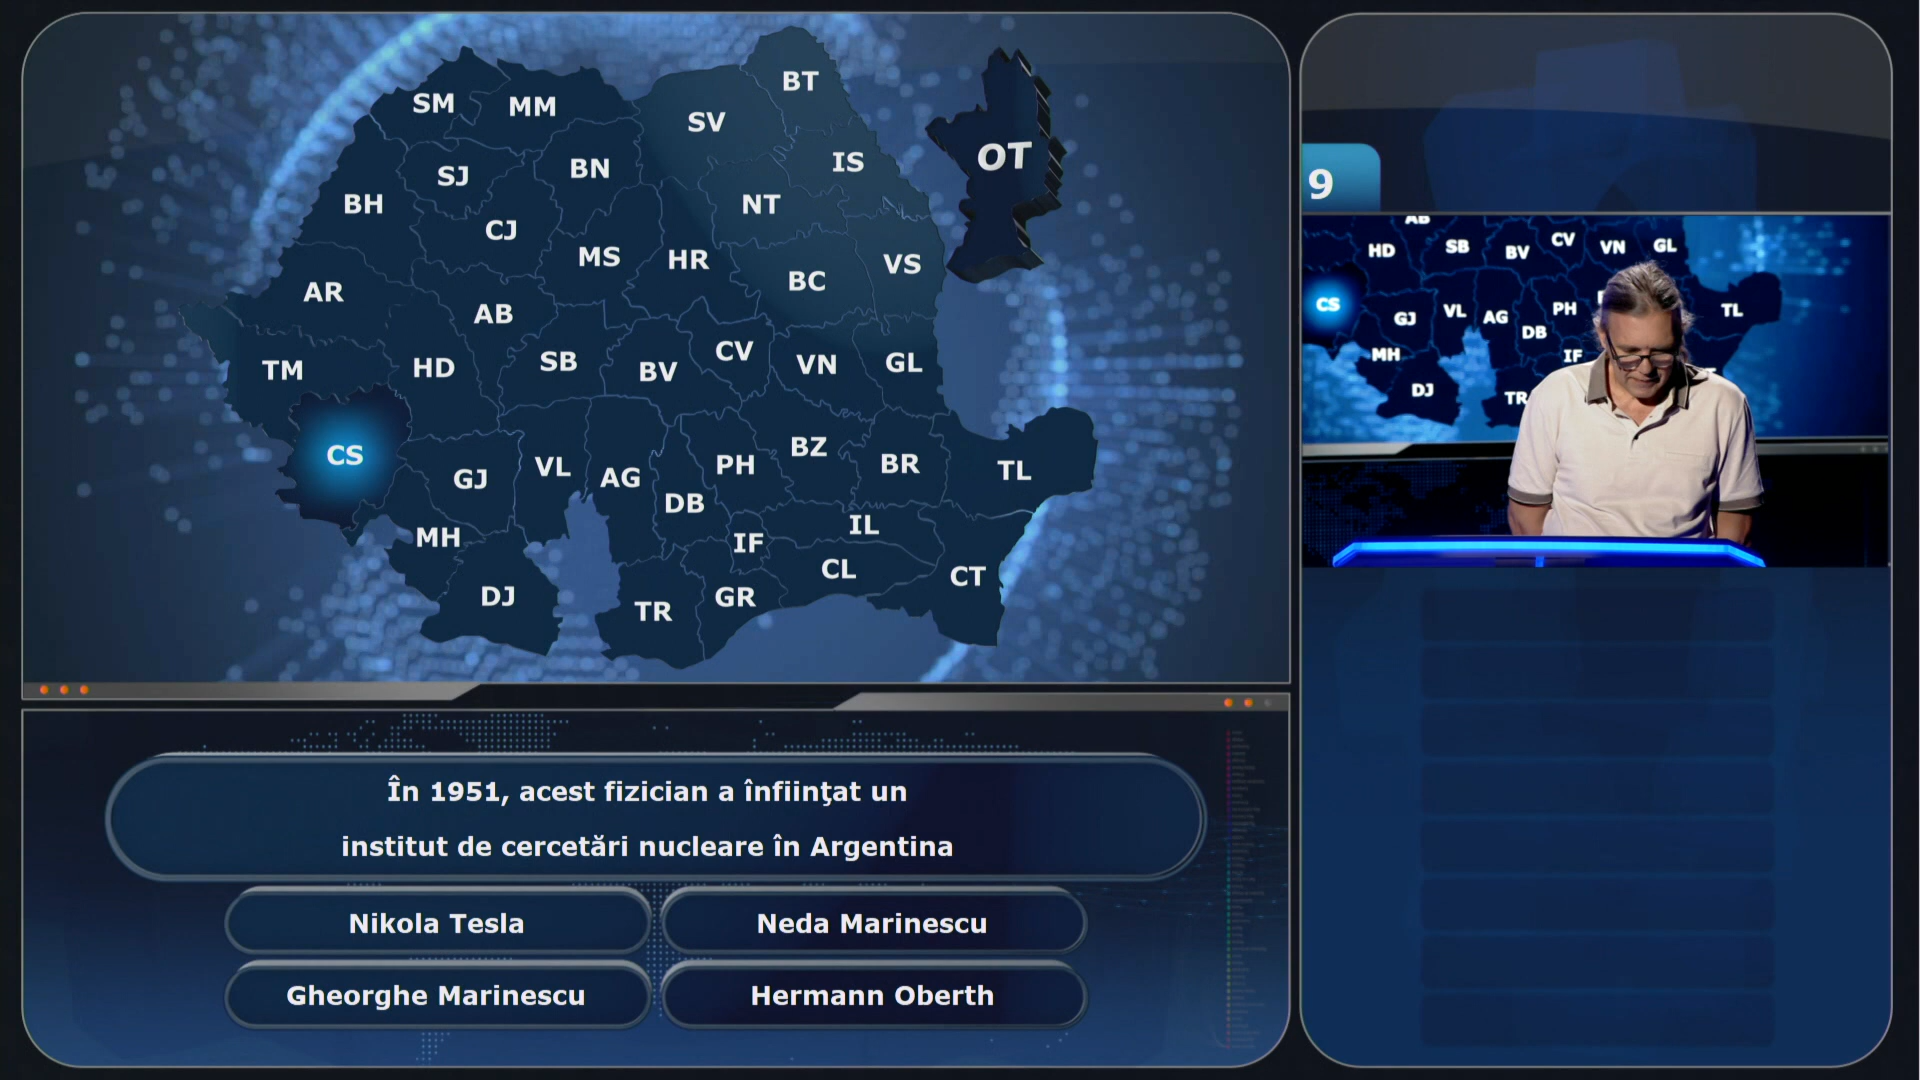 BT
SM
MM
SV
OT
IS
BN
SJ
BH
NT
CJ
MS
HR
VS
BC
AR
AB
CV
SB
VN
GL
TM
HD
BV
CS
BZ
PH
BR
VL
TL
GJ
AG
DB
IL
MH
IF
CL
CT
DJ
GR
TR
9
AB
HD
SB
BV
CV
VN
GL
CS
GJ
VL
AG
PH
TL
DB
MH
IF
DJ
TR
În 1951, acest fizician a înfiinţat un
institut de cercetări nucleare în Argentina
Nikola Tesla
Neda Marinescu
Gheorghe Marinescu
Hermann Oberth